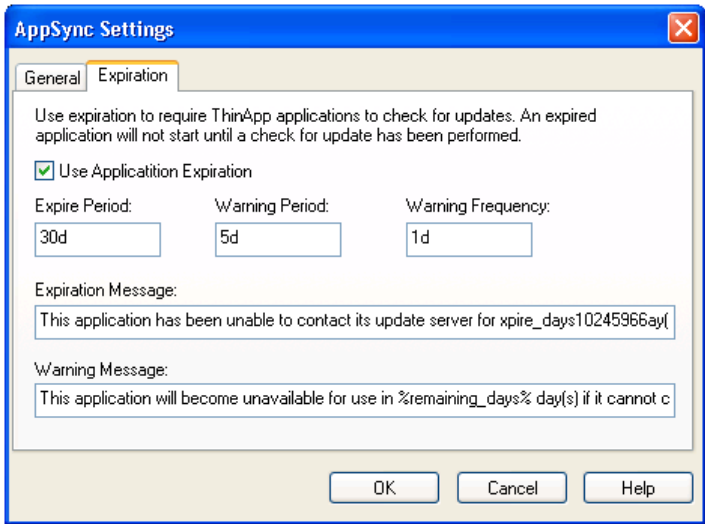 AppSync Settings
General Expiration
Use expiration to require ThinApp applications to check for updates. An expired
application will not start until a check for update has been performed.
Use Applicatition Expiration
Expire Period: Warning Period: Warning Frequency:
30d 5d 1d
Expiration Message:
This application has been unable to contact its update server for xpire_days10245966ay(
Warning Message:
This application will become unavailable for use in %remaining_days% day(s) if it cannot c
OK Cancel Help